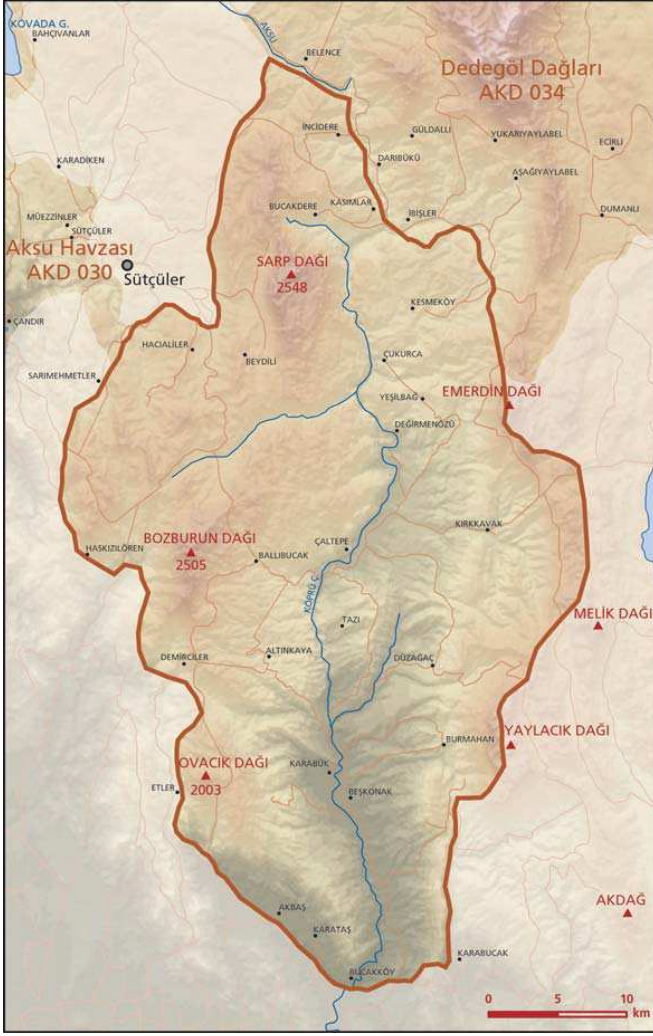 KOVADA G.
BAHÇIVANLAR
AKSU
BELENCE
Dedegöl Dağları
AKD 034
İNCİDERE
GÜLDALLI
YUKARIYAYLABEL
ECİRLİ
KARADİKEN
DARIBÜKÜ
AŞAĞIYAYLABEL
BUCAKDERE
KASIMLAR
İBİŞLER
DUMANLI
MÜEZZİNLER
SÜTÇÜLER
Aksu Havzası
AKD 030
Sütçüler
SARP DAĞI
2548
KESMEKÖY
ÇANDIR
HACIALİLER
BEYDİLİ
ÇUKURCA
SARIMEHMETLER
YEŞİLBAĞ
EMERDİN DAĞI
DEĞİRMENÖZÜ
KIRKKAVAK
BOZBURUN DAĞI
2505
HASKIZILÖREN
BALLIBUCAK
ÇALTEPE
KÖPRÜ Ç.
TAZI
MELİK DAĞI
DEMİRCİLER
ALTINKAYA
DÜZAĞAÇ
BURMAHAN
YAYLACIK DAĞI
OVACIK DAĞI
2003
KARABÜK
ETLER
BEŞKONAK
AKBAŞ
KARATAŞ
AKDAĞ
KARABUCAK
BUCAKKÖY
0 5 10
km